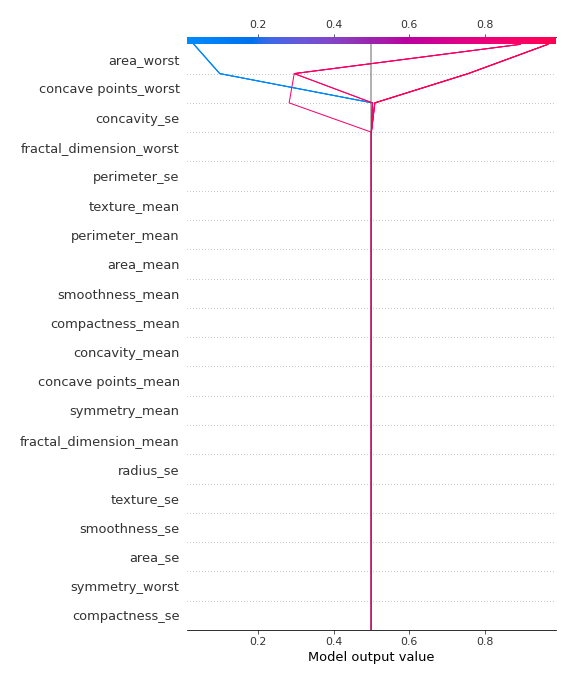 0.2 0.4 0.6 0.8
area_worst
concave points_worst
concavity_se
fractal_dimension_worst
perimeter_se
texture_mean
perimeter_mean
area_mean
smoothness_mean
compactness_mean
concavity_mean
concave points_mean
symmetry_mean
fractal_dimension_mean
radius_se
texture_se
smoothness_se
area_se
symmetry_worst
compactness_se
0.2 0.4 0.6 0.8
Model output value